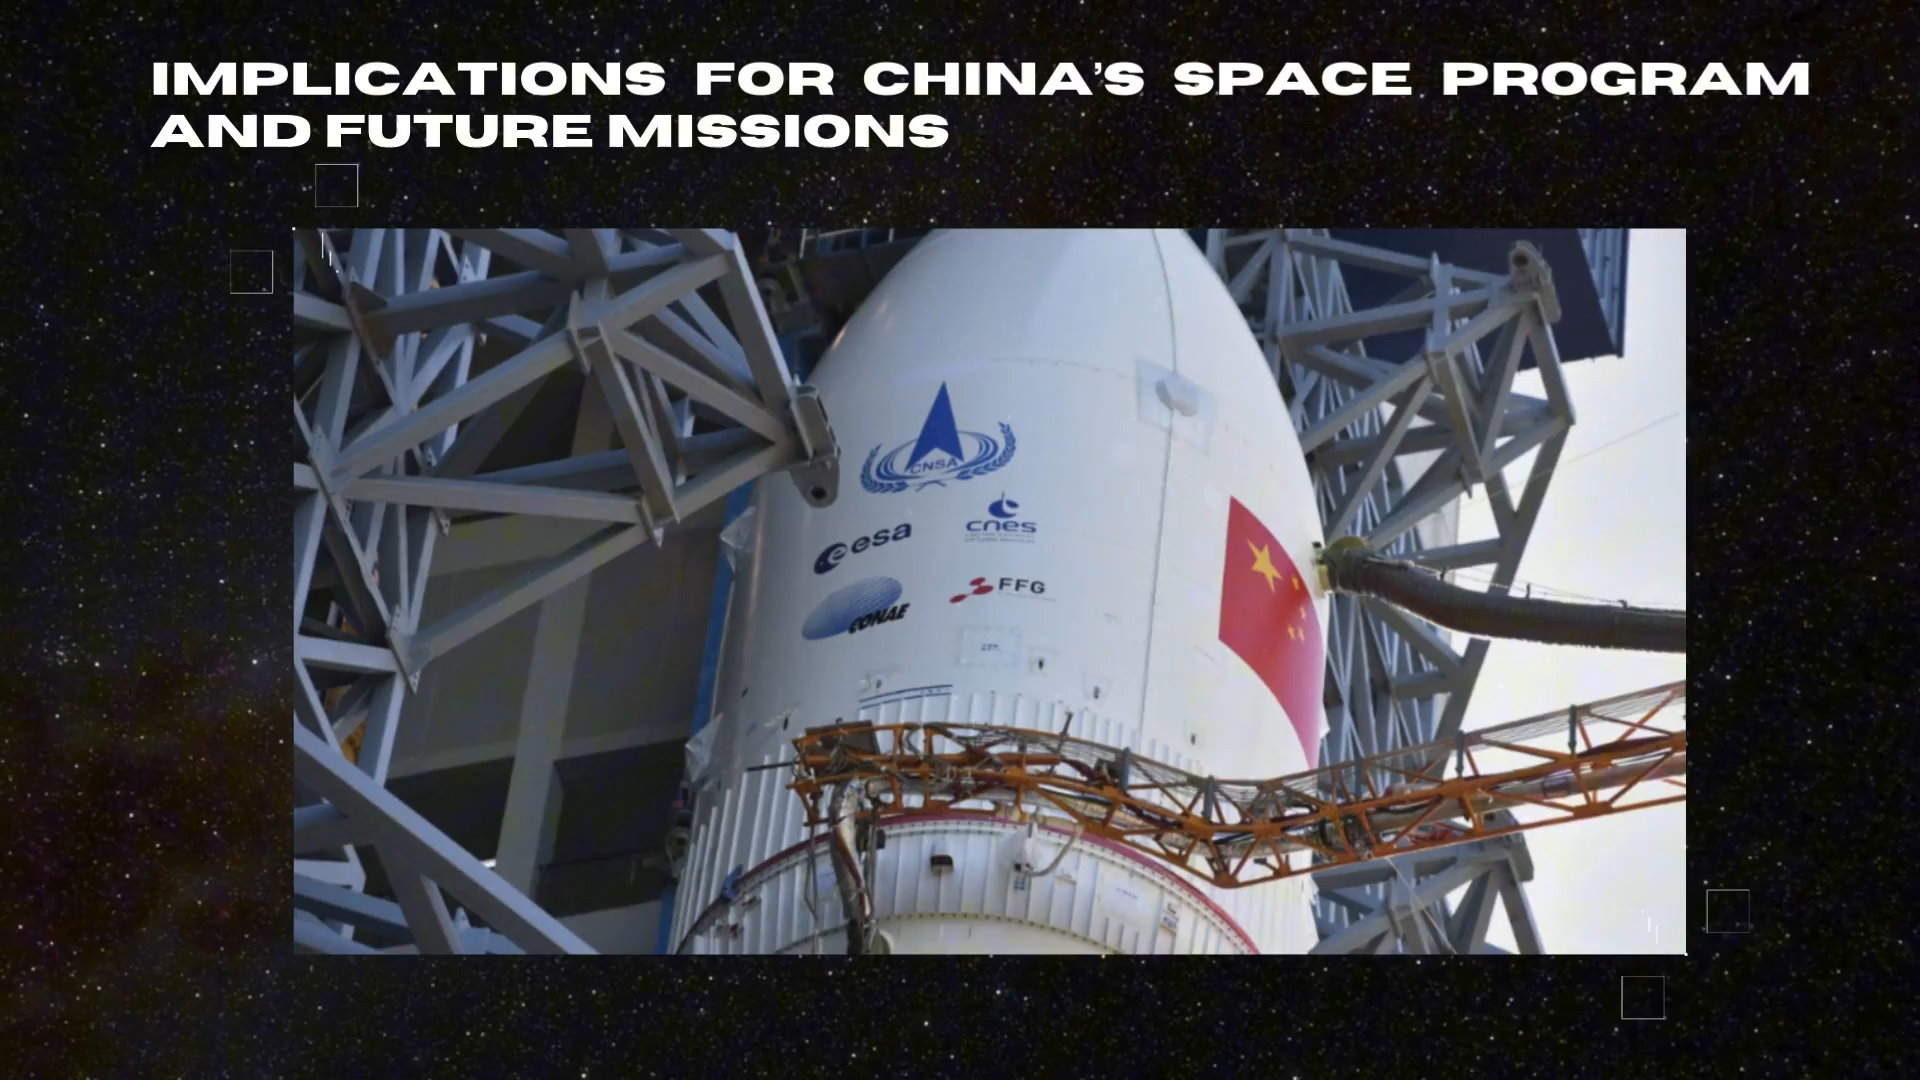 IMPLICATIONS FOR CHINA’S SPACE PROGRAM
AND FUTURE MISSIONS
CNSA
cnes
esa
FFG
CONAE